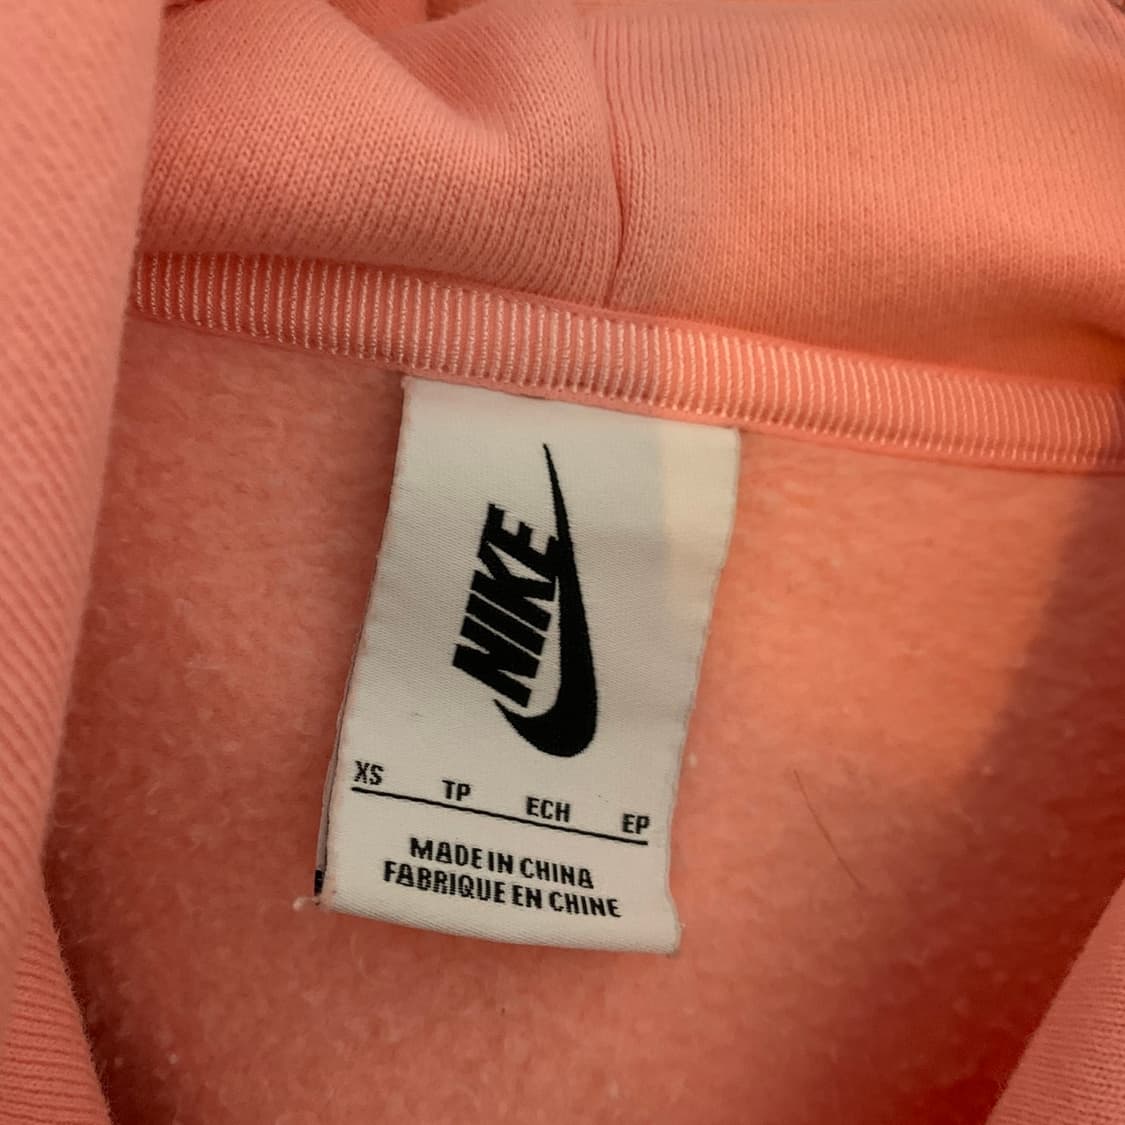 NIKE
XS TP ECH EP
MADE IN CHINA
FABRIQUE EN CHINE